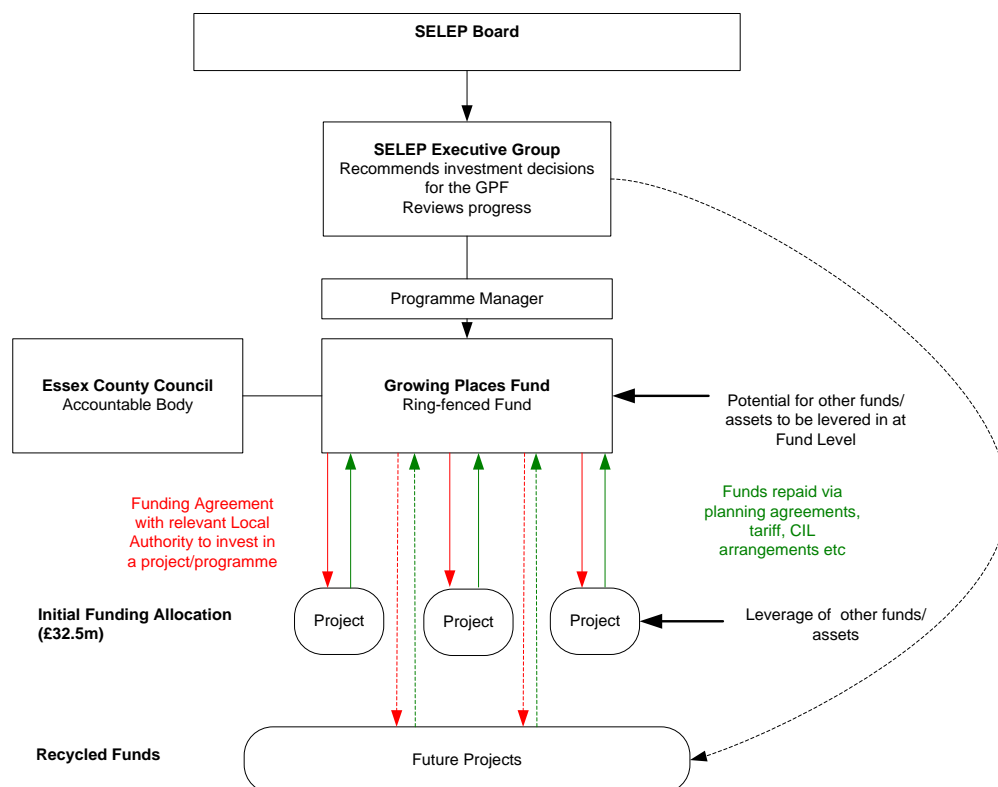 SELEP Board
SELEP Executive Group
Recommends investment decisions
for the GPF
Reviews progress
Programme Manager
Essex County Council
Accountable Body
Growing Places Fund
Ring-fenced Fund
Potential for other funds/
assets to be levered in at
Fund Level
Funding Agreement
with relevant Local
Authority to invest in
a project/programme
Funds repaid via
planning agreements,
tariff, CIL
arrangements etc
Initial Funding Allocation
(£32.5m)
Project
Project
Project
Leverage of other funds/
assets
Recycled Funds
Future Projects